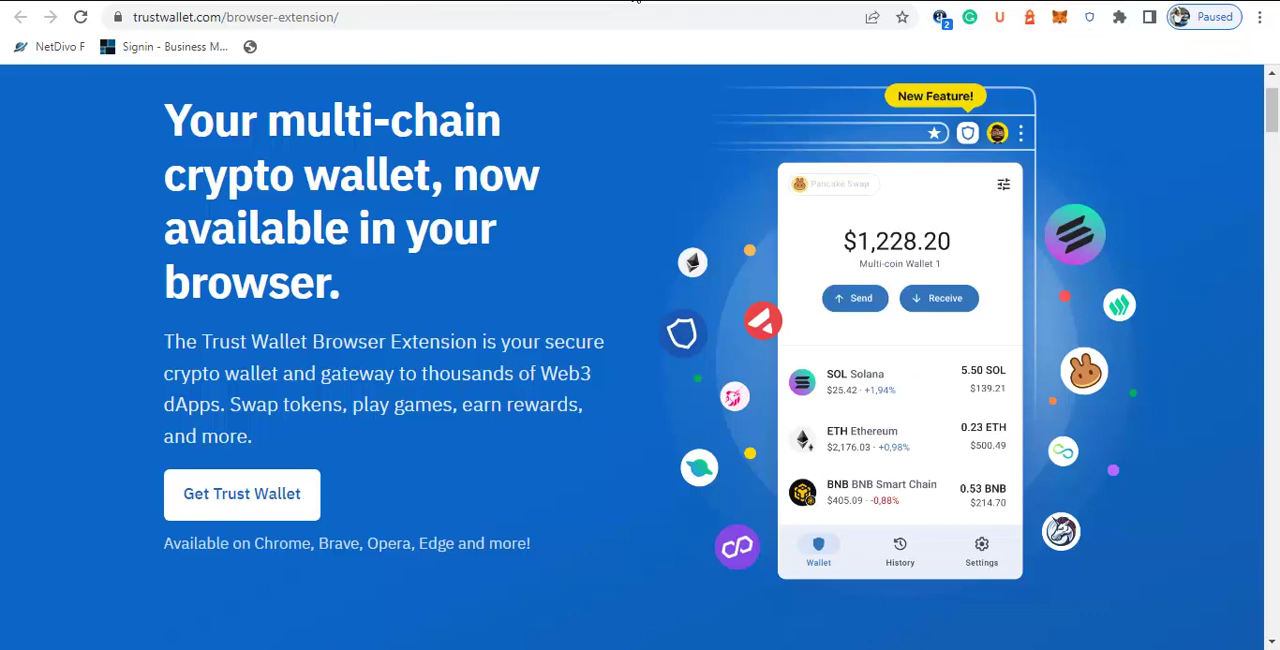 trustwallet.com/browser-extension/
2
Paused
NetDivo F
Signin - Business M...
Your multi-chain
crypto wallet, now
available in your
browser.
The Trust Wallet Browser Extension is your secure
crypto wallet and gateway to thousands of Web3
dApps. Swap tokens, play games, earn rewards,
and more.
Get Trust Wallet
Available on Chrome, Brave, Opera, Edge and more!
New Feature!
Pancake Swap
$1,228.20
Multi-coin Wallet 1
Send
Receive
SOL Solana
5.50 SOL
$25.42 · +1,94%
$139.21
ETH Ethereum
0.23 ETH
$2,176.03 · +0,98%
$500.49
BNB BNB Smart Chain
0.53 BNB
$405.09 · -0,88%
$214.70
Wallet
History
Settings